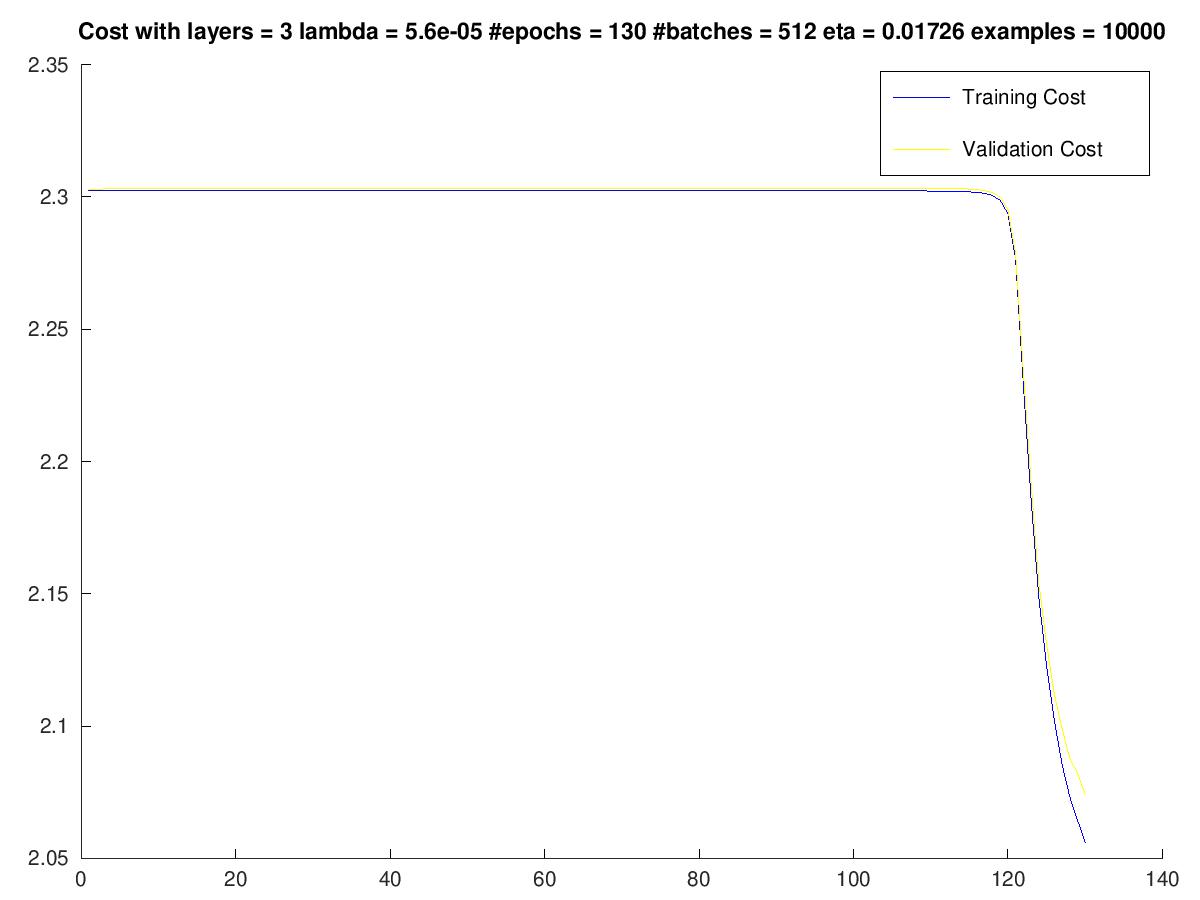 Cost with layers = 3 lambda = 5.6e-05 #epochs = 130 #batches = 512 eta = 0.01726 examples = 10000
2.35
Training Cost
Validation Cost
2.3
2.25
2.2
2.15
2.1
2.05
0 20 40 60 80 100 120 140